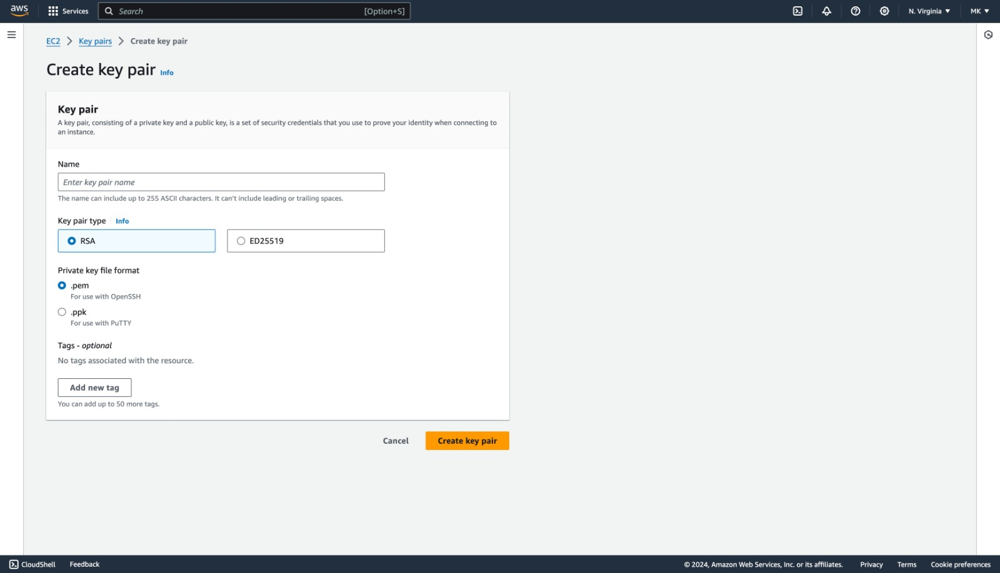 aws
Services
Search
[Option+S]
N. Virginia
MK
EC2
Key pairs
Create key pair
Create key pair
Info
Key pair
A key pair, consisting of a private key and a public key, is a set of security credentials that you use to prove your identity when connecting to
an instance.
Name
Enter key pair name
The name can include up to 255 ASCII characters. It can't include leading or trailing spaces.
Key pair type
Info
RSA
ED25519
Private key file format
.pem
For use with OpenSSH
.ppk
For use with PuTTY
Tags - optional
No tags associated with the resource.
Add new tag
You can add up to 50 more tags.
Cancel
Create key pair
CloudShell
Feedback
© 2024, Amazon Web Services, Inc. or its affiliates.
Privacy
Terms
Cookie preferences